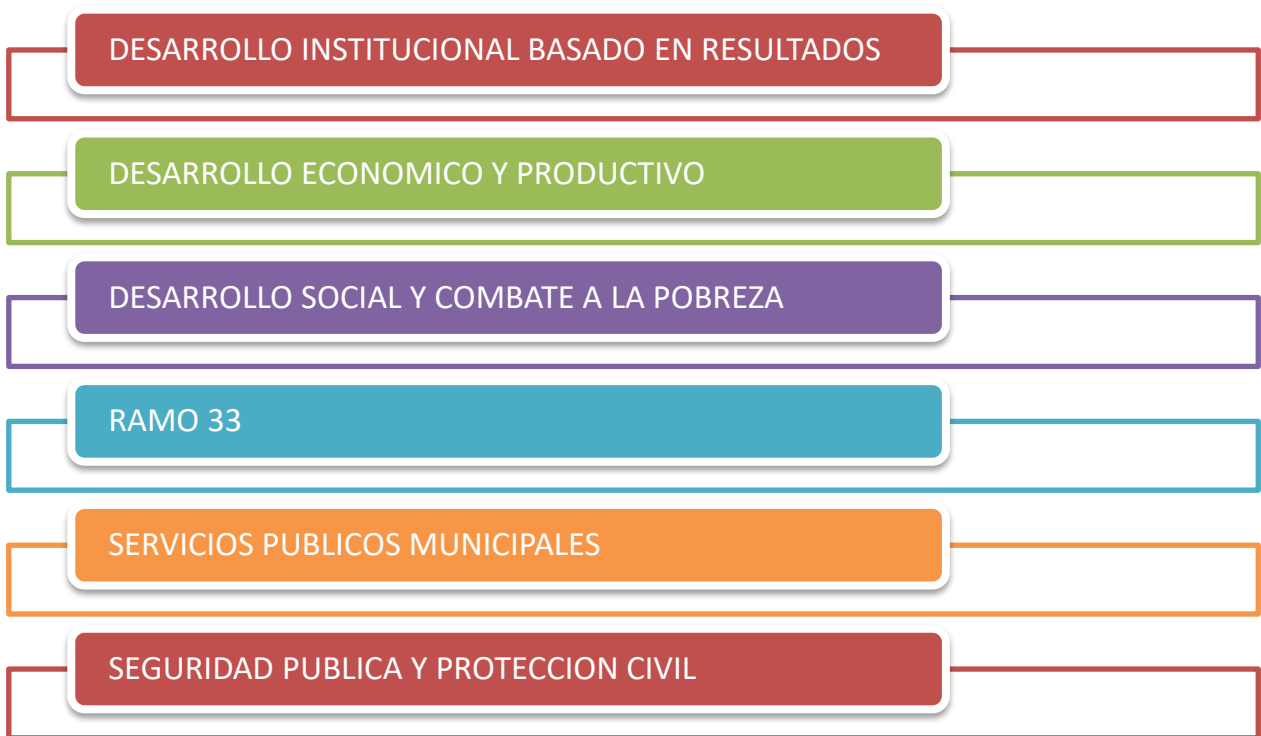 DESARROLLO INSTITUCIONAL BASADO EN RESULTADOS
DESARROLLO ECONOMICO Y PRODUCTIVO
DESARROLLO SOCIAL Y COMBATE A LA POBREZA
RAMO 33
SERVICIOS PUBLICOS MUNICIPALES
SEGURIDAD PUBLICA Y PROTECCION CIVIL